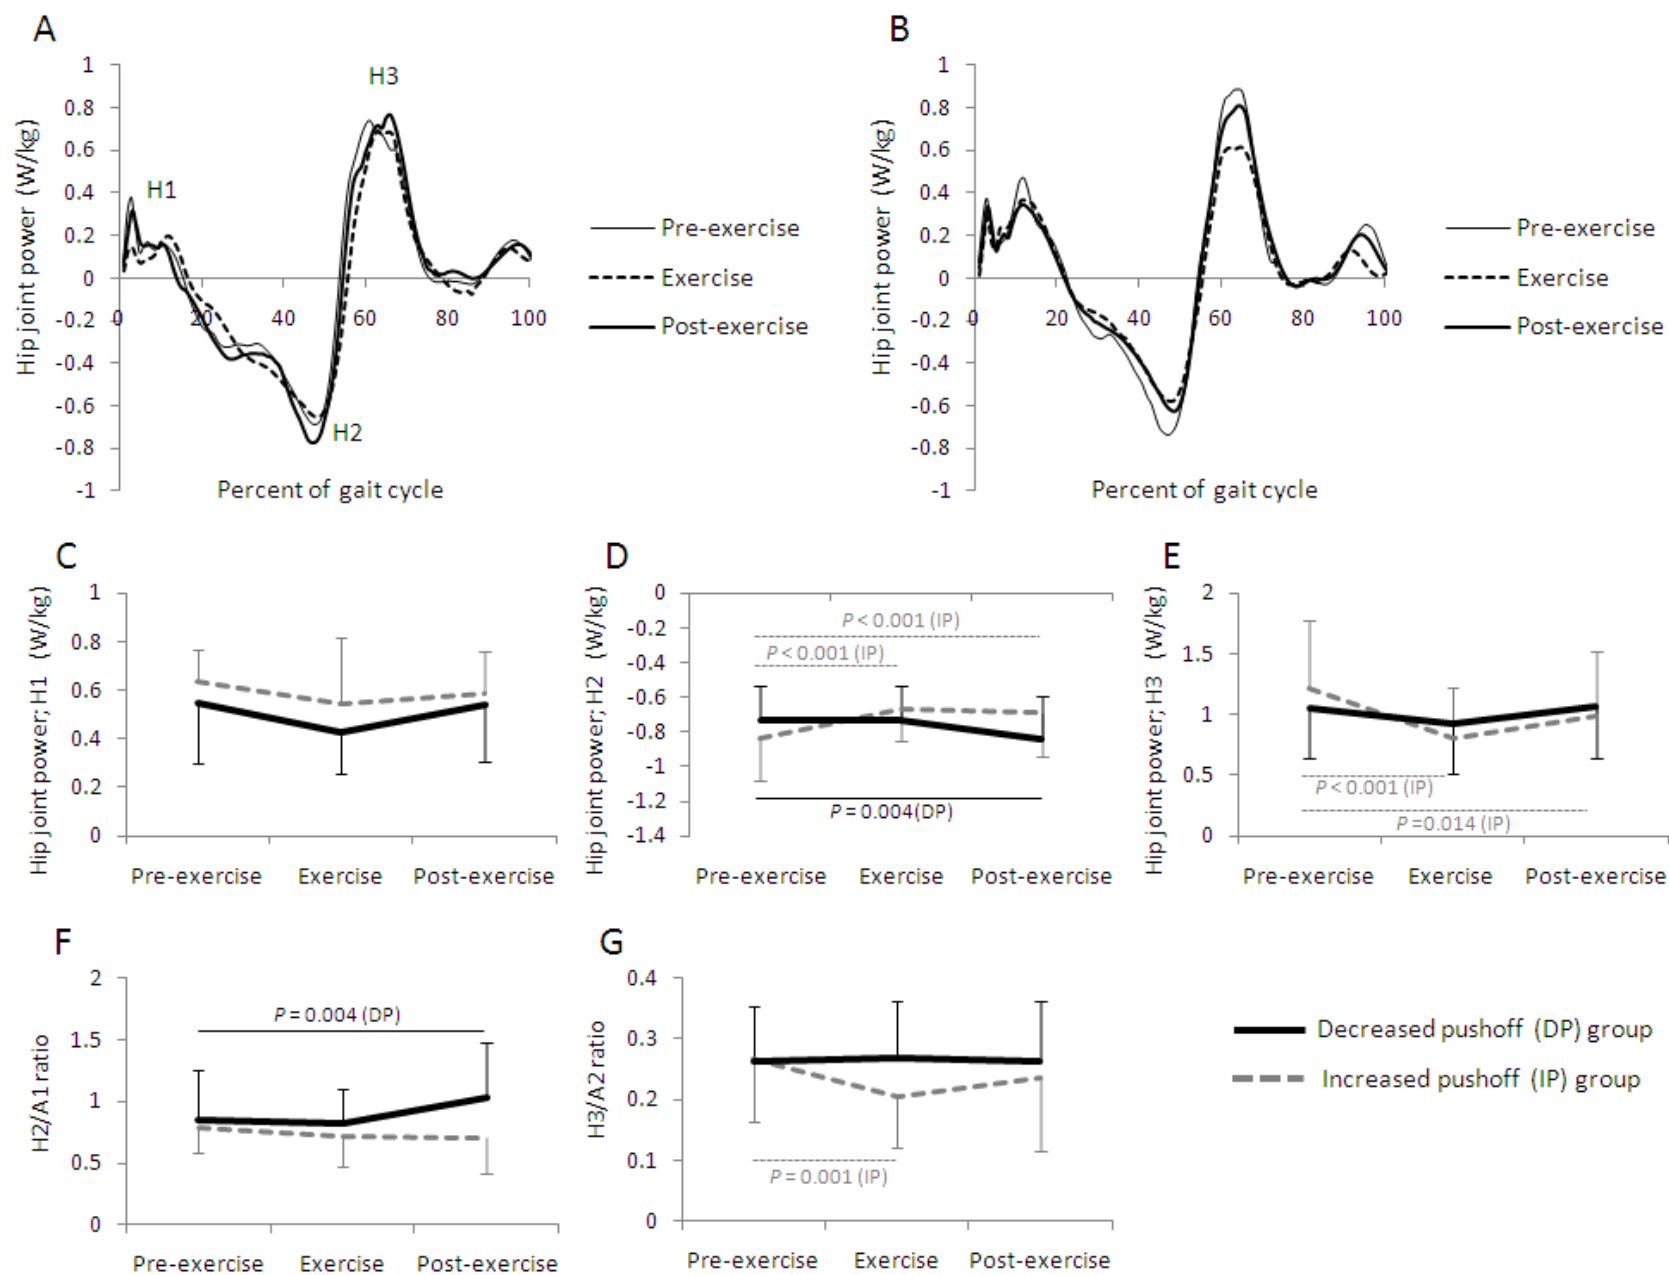 A
B
Hip joint power (W/kg)
1
0.8
0.6
0.4
0.2
0
-0.2
-0.4
-0.6
-0.8
-1
0 20 40 60 80 100
H1
H2
H3
Percent of gait cycle
Pre-exercise
Exercise
Post-exercise
Hip joint power (W/kg)
1
0.8
0.6
0.4
0.2
0
-0.2
-0.4
-0.6
-0.8
-1
0 20 40 60 80 100
Percent of gait cycle
Pre-exercise
Exercise
Post-exercise
C
Hip joint power; H1 (W/kg)
1
0.8
0.6
0.4
0.2
0
Pre-exercise Exercise Post-exercise
D
Hip joint power; H2 (W/kg)
0
-0.2
-0.4
-0.6
-0.8
-1
-1.2
-1.4
P < 0.001 (IP)
P < 0.001 (IP)
P = 0.004(DP)
Pre-exercise Exercise Post-exercise
E
Hip joint power; H3 (W/kg)
2
1.5
1
0.5
0
P < 0.001 (IP)
P =0.014 (IP)
Pre-exercise Exercise Post-exercise
F
H2/A1 ratio
2
1.5
1
0.5
0
P = 0.004 (DP)
Pre-exercise Exercise Post-exercise
G
H3/A2 ratio
0.4
0.3
0.2
0.1
0
P = 0.001 (IP)
Pre-exercise Exercise Post-exercise
Decreased pushoff (DP) group
Increased pushoff (IP) group